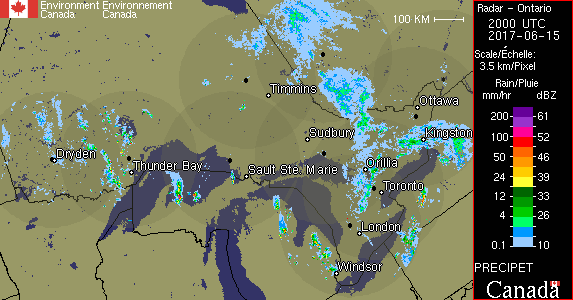 Environment Environnement
Canada Canada
100 KM
Timmins
Ottawa
Sudbury
Kingston
Dryden
Thunder Bay
Sault Ste. Marie
Orillia
Toronto
London
Windsor
Radar - Ontario
2000 UTC
2017-06-15
Scale/Échelle:
3.5 km/Pixel
Rain/Pluie
mm/hr dBZ
200 61
100 52
50 46
24 39
12 33
4 26
0.1 10
PRECIPET
Canada